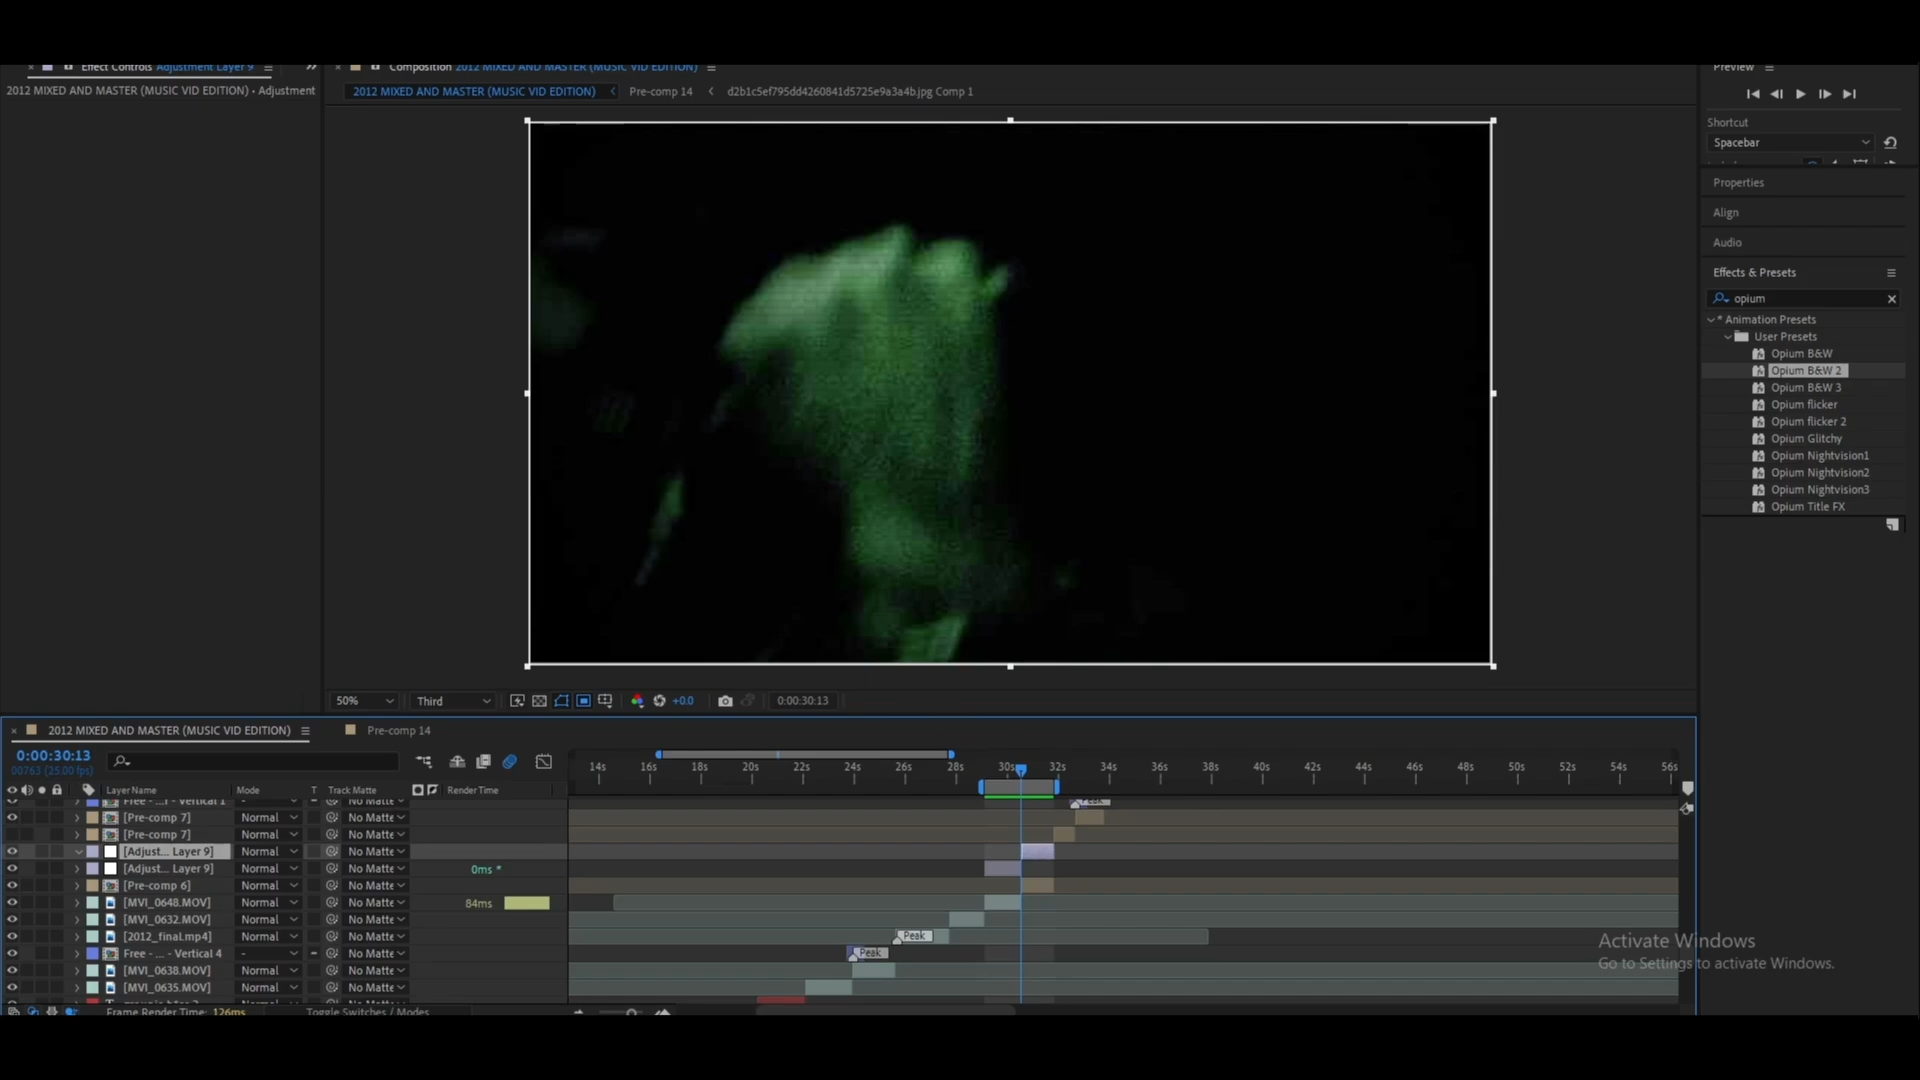 Effect Controls Adjustment Layer 9
Composition 2012 MIXED AND MASTER (MUSIC VID EDITION)
Preview
2012 MIXED AND MASTER (MUSIC VID EDITION) • Adjustment
2012 MIXED AND MASTER (MUSIC VID EDITION)
Pre-comp 14
d2b1c5ef795dd4260841d5725e9a3a4b.jpg Comp 1
Shortcut
Spacebar
Properties
Align
Audio
Effects & Presets
opium
* Animation Presets
User Presets
Opium B&W
Opium B&W 2
Opium B&W 3
Opium flicker
Opium flicker 2
Opium Glitchy
Opium Nightvision1
Opium Nightvision2
Opium Nightvision3
Opium Title FX
50%
Third
+0.0
0:00:30:13
2012 MIXED AND MASTER (MUSIC VID EDITION)
Pre-comp 14
0:00:30:13
00763 (25.00 fps)
14s 16s 18s 20s 22s 24s 26s 28s 30s 32s 34s 36s 38s 40s 42s 44s 46s 48s 50s 52s 54s 56s
Layer Name Mode T Track Matte Render Time
Free - ...r - Vertical 1 - No Matte Peak
[Pre-comp 7] Normal No Matte
[Pre-comp 7] Normal No Matte
[Adjust... Layer 9] Normal No Matte
[Adjust... Layer 9] Normal No Matte 0ms *
[Pre-comp 6] Normal No Matte
[MVI_0648.MOV] Normal No Matte 84ms
[MVI_0632.MOV] Normal No Matte
[2012_final.mp4] Normal No Matte Peak
Free - ... - Vertical 4 - No Matte Peak
[MVI_0638.MOV] Normal No Matte
[MVI_0635.MOV] Normal No Matte
Frame Render Time: 126ms Toggle Switches / Modes
Activate Windows
Go to Settings to activate Windows.